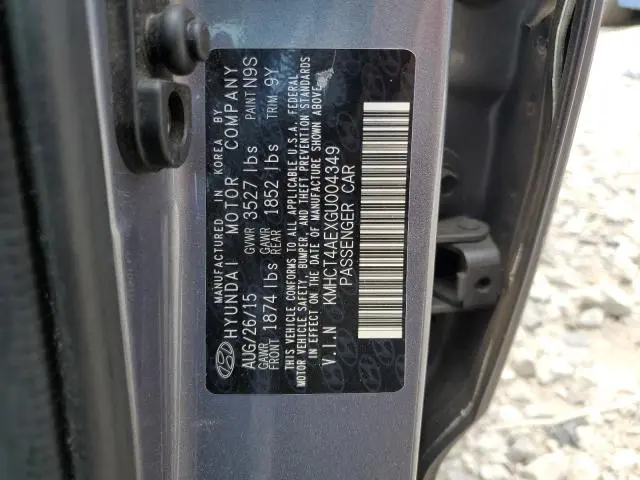 MANUFACTURED IN KOREA BY
HYUNDAI MOTOR COMPANY
AUG/26/15 GVWR 3527 lbs PAINT N9S
GAWR FRONT 1874 lbs GAWR REAR 1852 lbs TRIM 9Y
THIS VEHICLE CONFORMS TO ALL APPLICABLE U.S.A. FEDERAL
MOTOR VEHICLE SAFETY, BUMPER, AND THEFT PREVENTION STANDARDS
IN EFFECT ON THE DATE OF MANUFACTURE SHOWN ABOVE.
V.I.N KMHCT4AEXGU004349
PASSENGER CAR